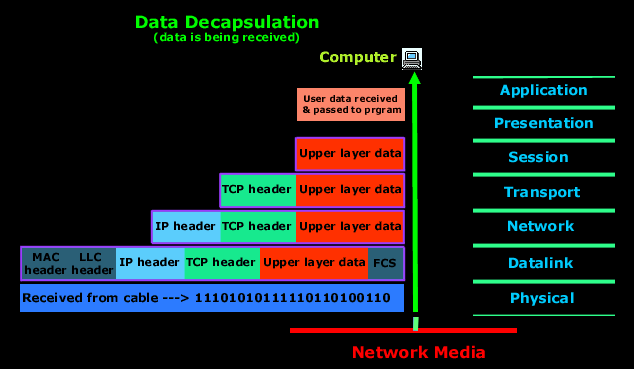 Data Decapsulation
(data is being received)
Computer
User data received
& passed to prgram
Upper layer data
TCP header Upper layer data
IP header TCP header Upper layer data
MAC header LLC header IP header TCP header Upper layer data FCS
Received from cable ---> 11101010111110110100110
Network Media
Application
Presentation
Session
Transport
Network
Datalink
Physical